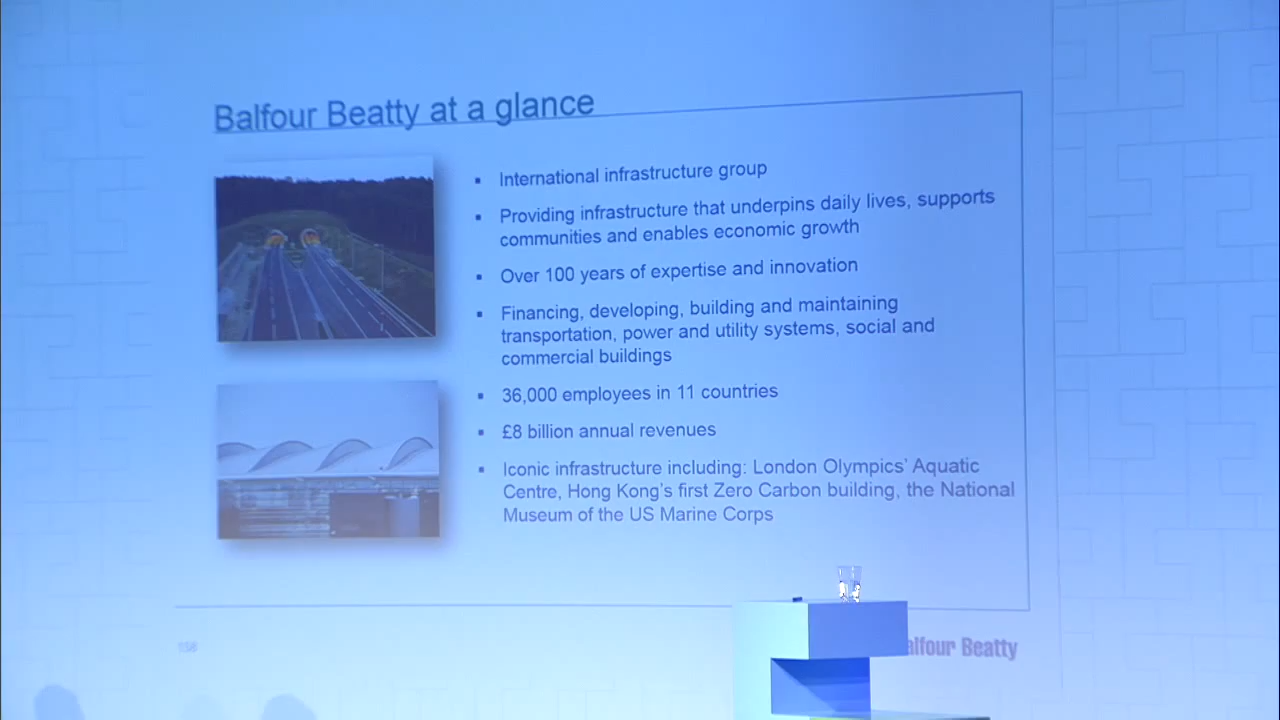 Balfour Beatty at a glance
▪ International infrastructure group
▪ Providing infrastructure that underpins daily lives, supports
communities and enables economic growth
▪ Over 100 years of expertise and innovation
▪ Financing, developing, building and maintaining
transportation, power and utility systems, social and
commercial buildings
▪ 36,000 employees in 11 countries
▪ £8 billion annual revenues
▪ Iconic infrastructure including: London Olympics' Aquatic
Centre, Hong Kong's first Zero Carbon building, the National
Museum of the US Marine Corps
158
alfour Beatty